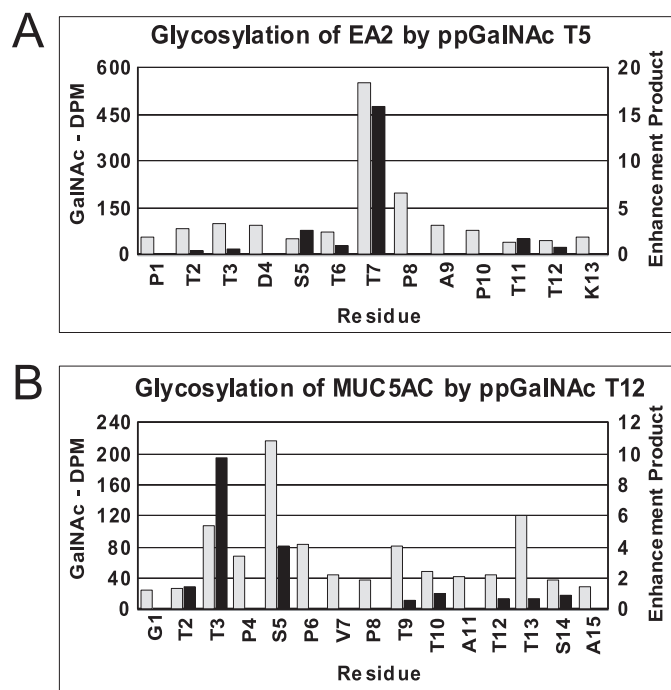 A
Glycosylation of EA2 by ppGalNAc T5
GalNAc - DPM
600
450
300
150
0
20
15
10
5
0
Enhancement Product
P1 T2 T3 D4 S5 T6 T7 P8 A9 P10 T11 T12 K13
Residue
B
Glycosylation of MUC5AC by ppGalNAc T12
GalNAc - DPM
240
200
160
120
80
40
0
12
10
8
6
4
2
0
Enhancement Product
G1 T2 T3 P4 S5 P6 V7 P8 T9 T10 A11 T12 T13 S14 A15
Residue